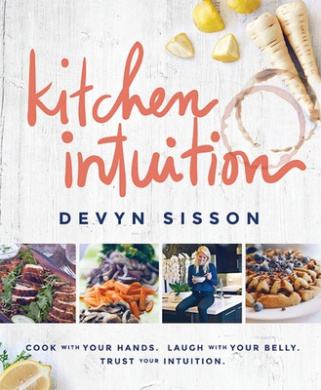 kitchen
intuition
DEVYN SISSON
COOK WITH YOUR HANDS. LAUGH WITH YOUR BELLY.
TRUST YOUR INTUITION.